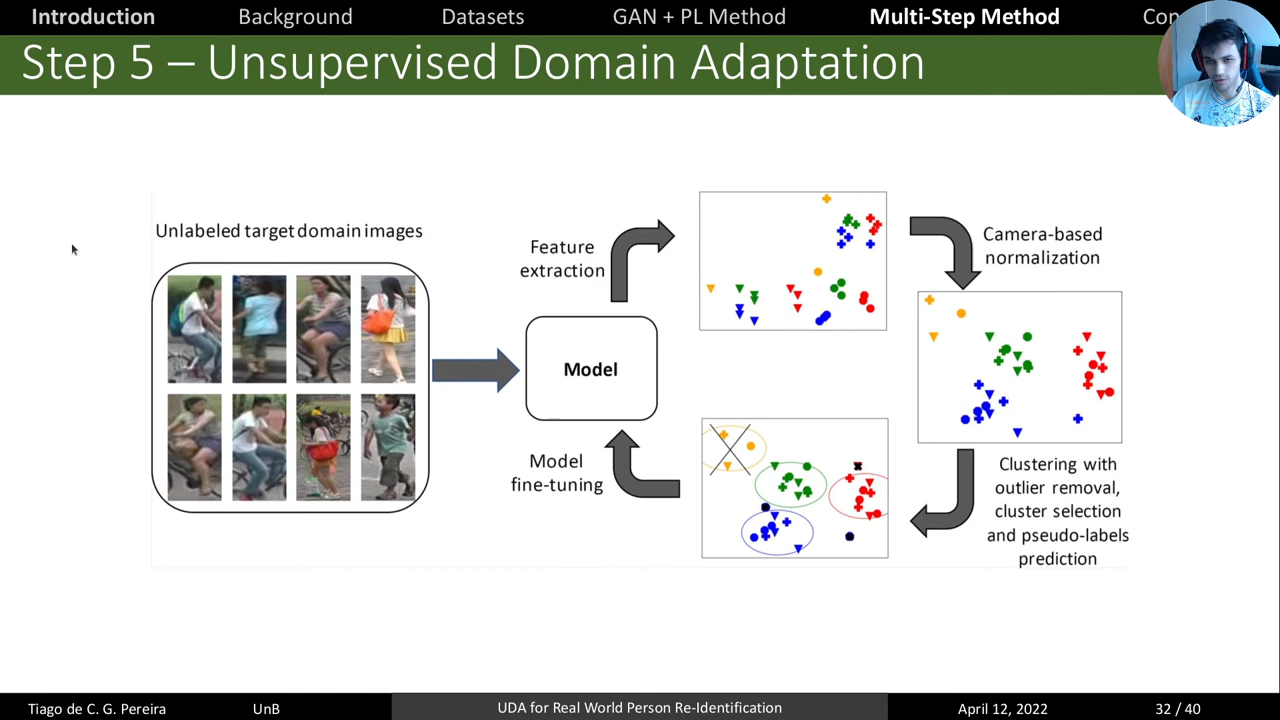 Introduction Background Datasets GAN + PL Method Multi-Step Method Con
Step 5 – Unsupervised Domain Adaptation
Unlabeled target domain images
Feature
extraction
Camera-based
normalization
Model
Model
fine-tuning
Clustering with
outlier removal,
cluster selection
and pseudo-labels
prediction
Tiago de C. G. Pereira UnB UDA for Real World Person Re-Identification April 12, 2022 32 / 40